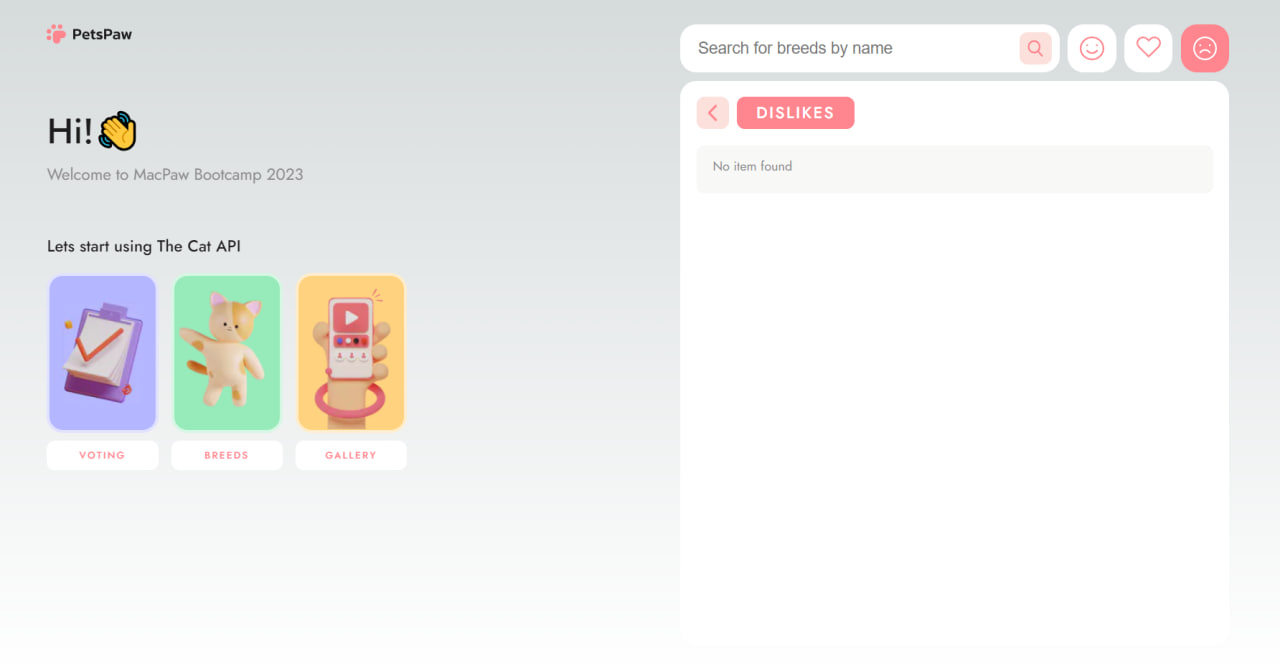 PetsPaw
Hi!
Welcome to MacPaw Bootcamp 2023
Lets start using The Cat API
VOTING
BREEDS
GALLERY
Search for breeds by name
DISLIKES
No item found